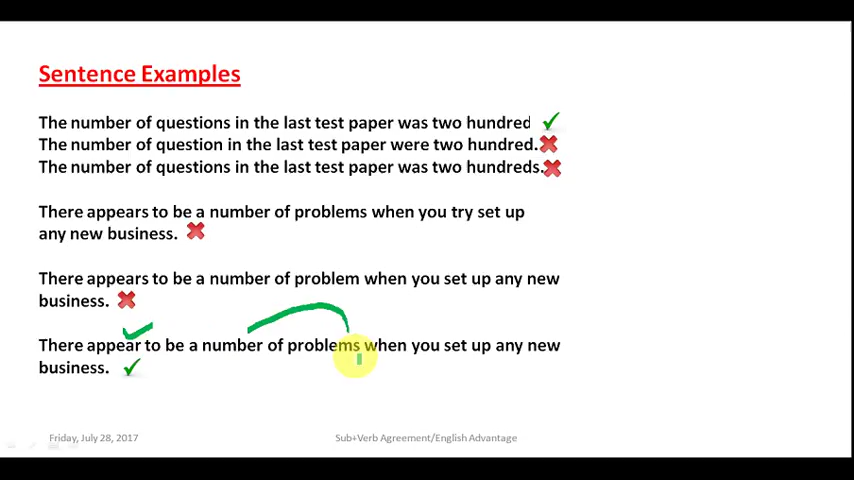 Sentence Examples
The number of questions in the last test paper was two hundred
The number of question in the last test paper were two hundred.
The number of questions in the last test paper was two hundreds.
There appears to be a number of problems when you try set up
any new business.
There appears to be a number of problem when you set up any new
business.
There appear to be a number of problems when you set up any new
business.
Friday, July 28, 2017
Sub+Verb Agreement/English Advantage